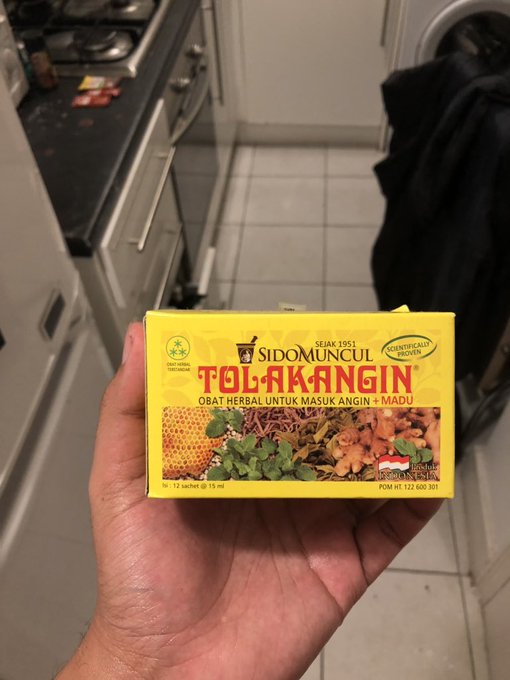 SEJAK 1951
SIDOMUNCUL
SCIENTIFICALLY
PROVEN
OBAT HERBAL
TERSTANDAR
TOLAKANGIN®
OBAT HERBAL UNTUK MASUK ANGIN + MADU
Produk
INDONESIA
Isi : 12 sachet @ 15 ml
POM HT. 122 600 301